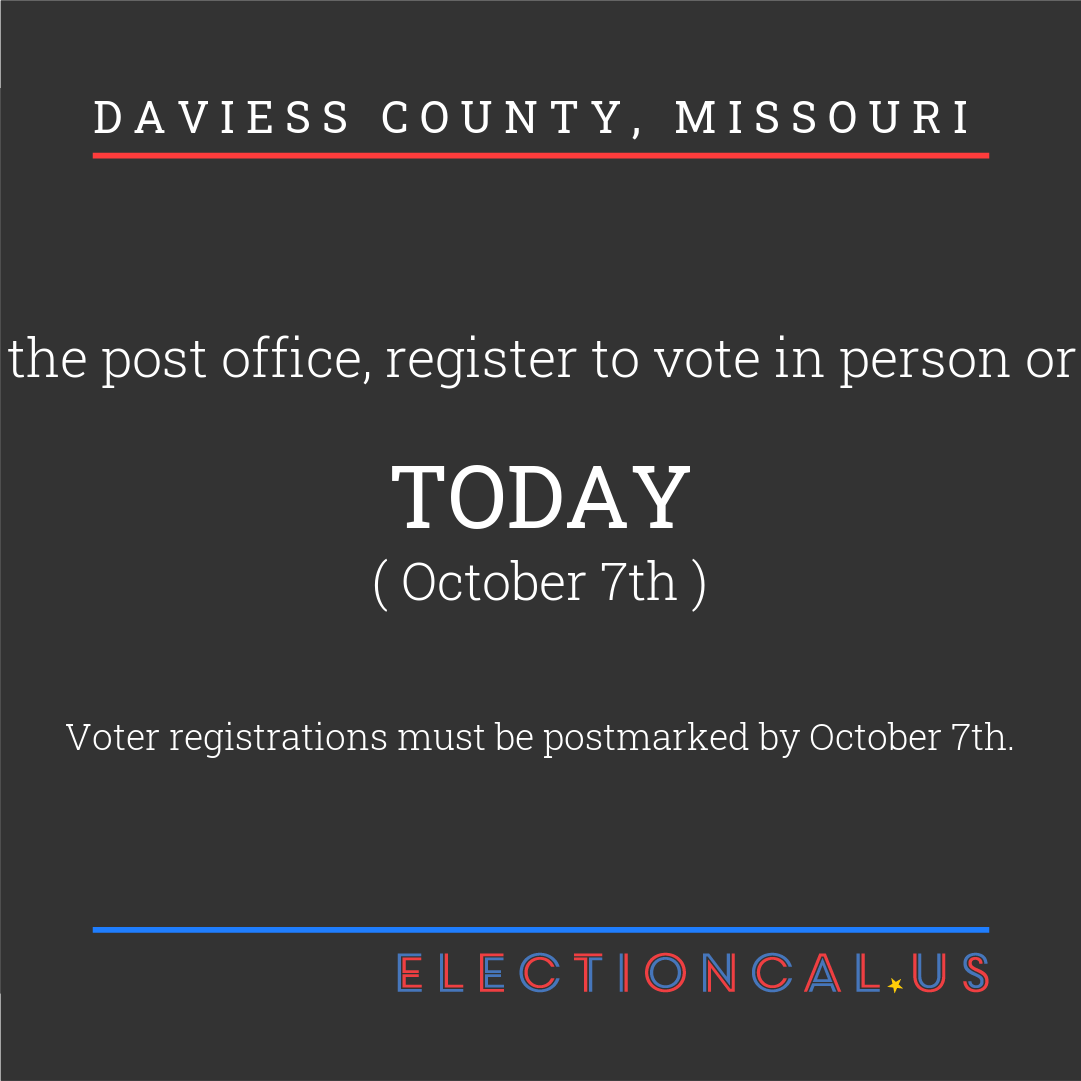 DAVIESS COUNTY, MISSOURI
the post office, register to vote in person or
TODAY
( October 7th )
Voter registrations must be postmarked by October 7th.
ELECTIONCAL.US